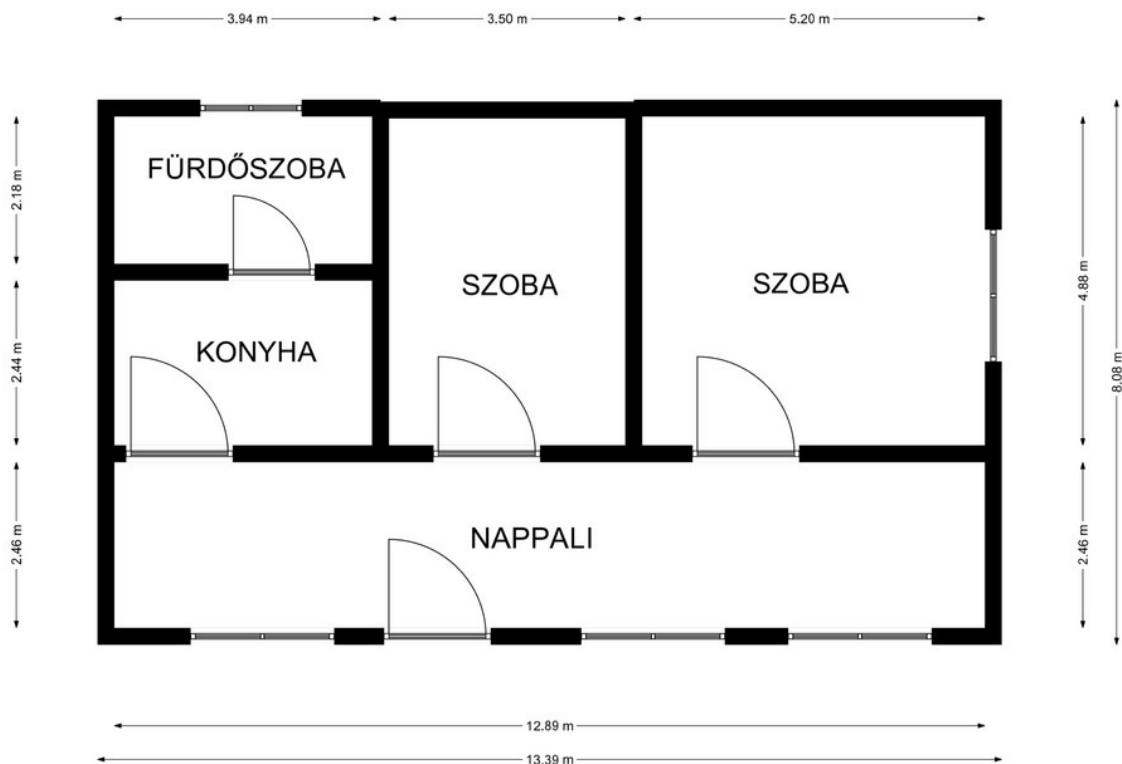 3.94 m
3.50 m
5.20 m
2.18 m
2.44 m
2.46 m
FÜRDŐSZOBA
KONYHA
SZOBA
SZOBA
NAPPALI
4.88 m
2.46 m
8.08 m
12.89 m
13.39 m